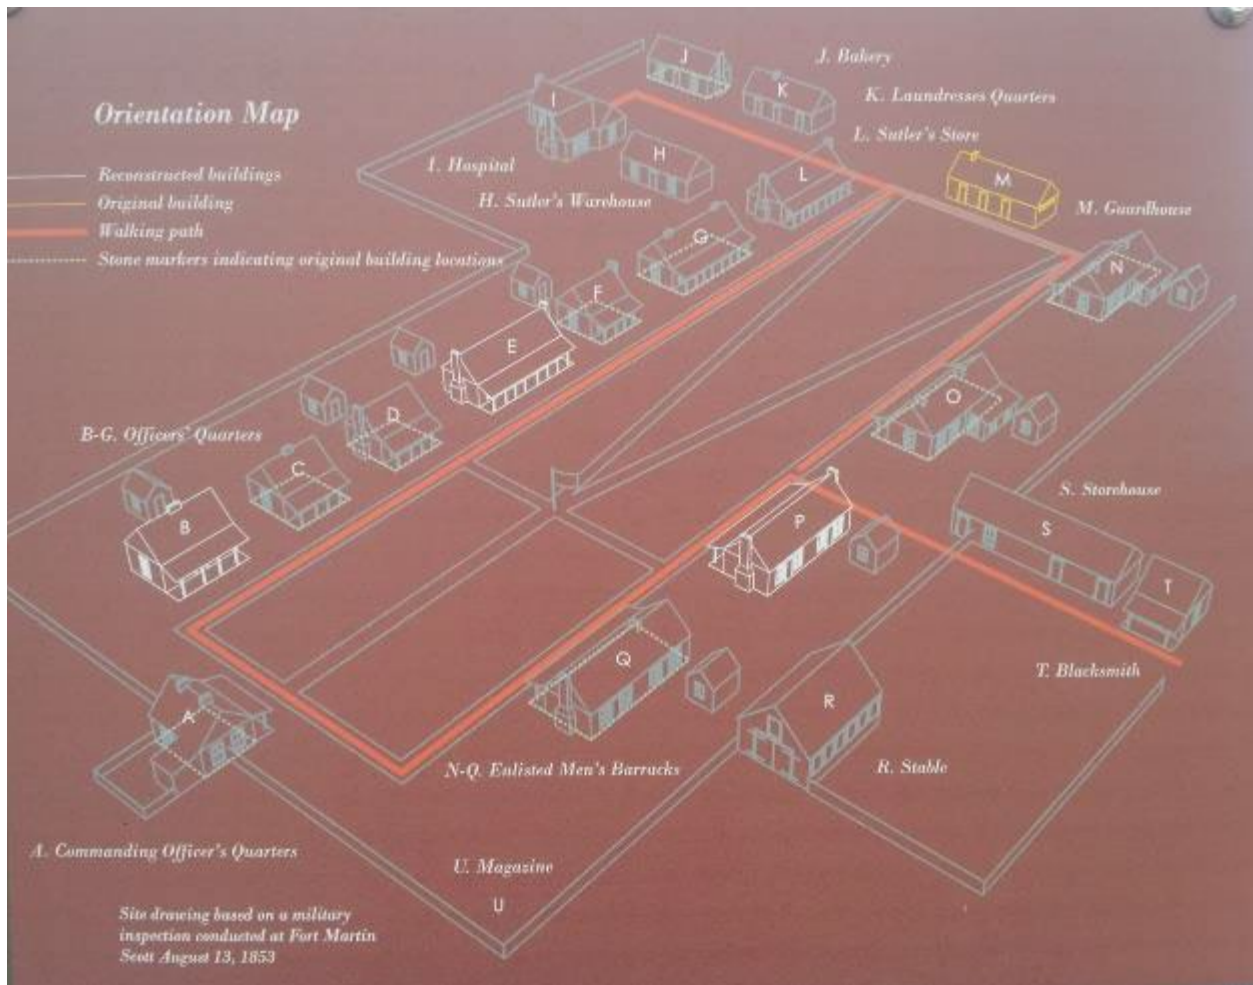 Orientation Map
Reconstructed buildings
Original building
Walking path
Stone markers indicating original building locations
J. Bakery
K. Laundresses Quarters
L. Sutler's Store
I. Hospital
H. Sutler's Warehouse
M. Guardhouse
B-G. Officers' Quarters
S. Storehouse
T. Blacksmith
N-Q. Enlisted Men's Barracks
R. Stable
A. Commanding Officer's Quarters
U. Magazine
Site drawing based on a military
inspection conducted at Fort Martin
Scott August 13, 1853
J
K
I
H
L
M
G
N
F
E
O
D
C
B
P
S
T
Q
R
A
U